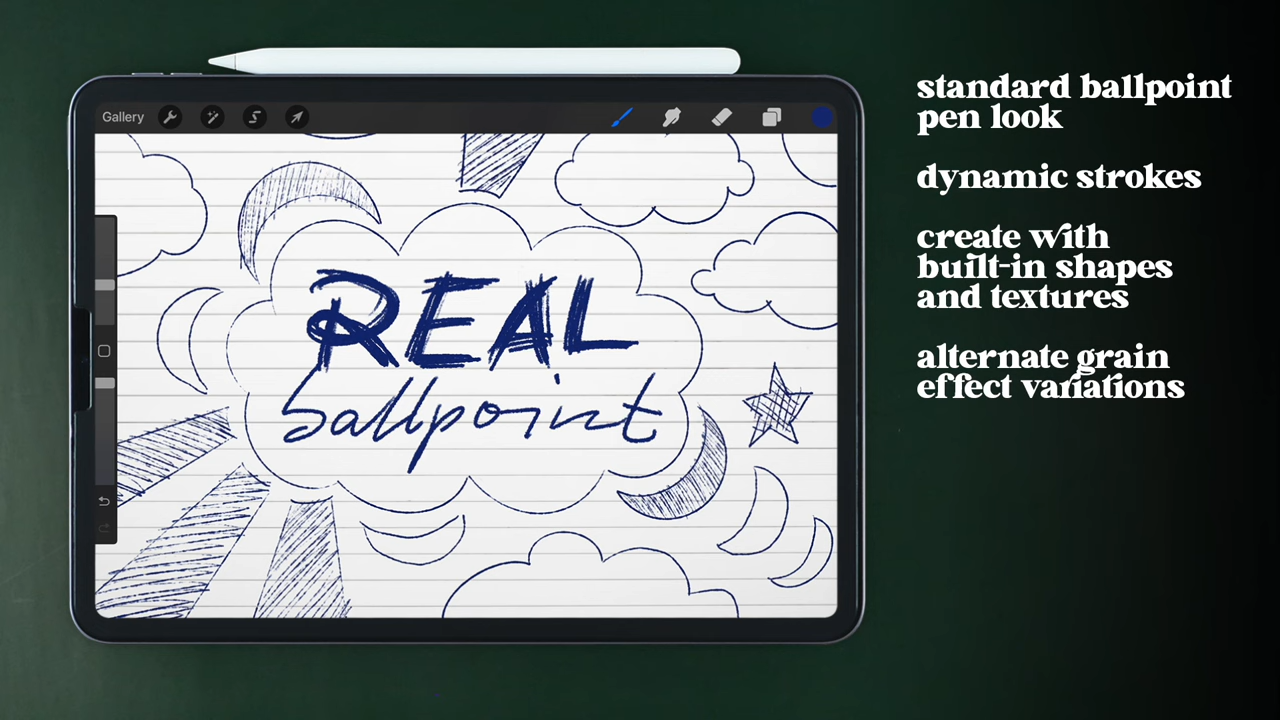 Gallery
REAL
ballpoint
standard ballpoint
pen look
dynamic strokes
create with
built-in shapes
and textures
alternate grain
effect variations